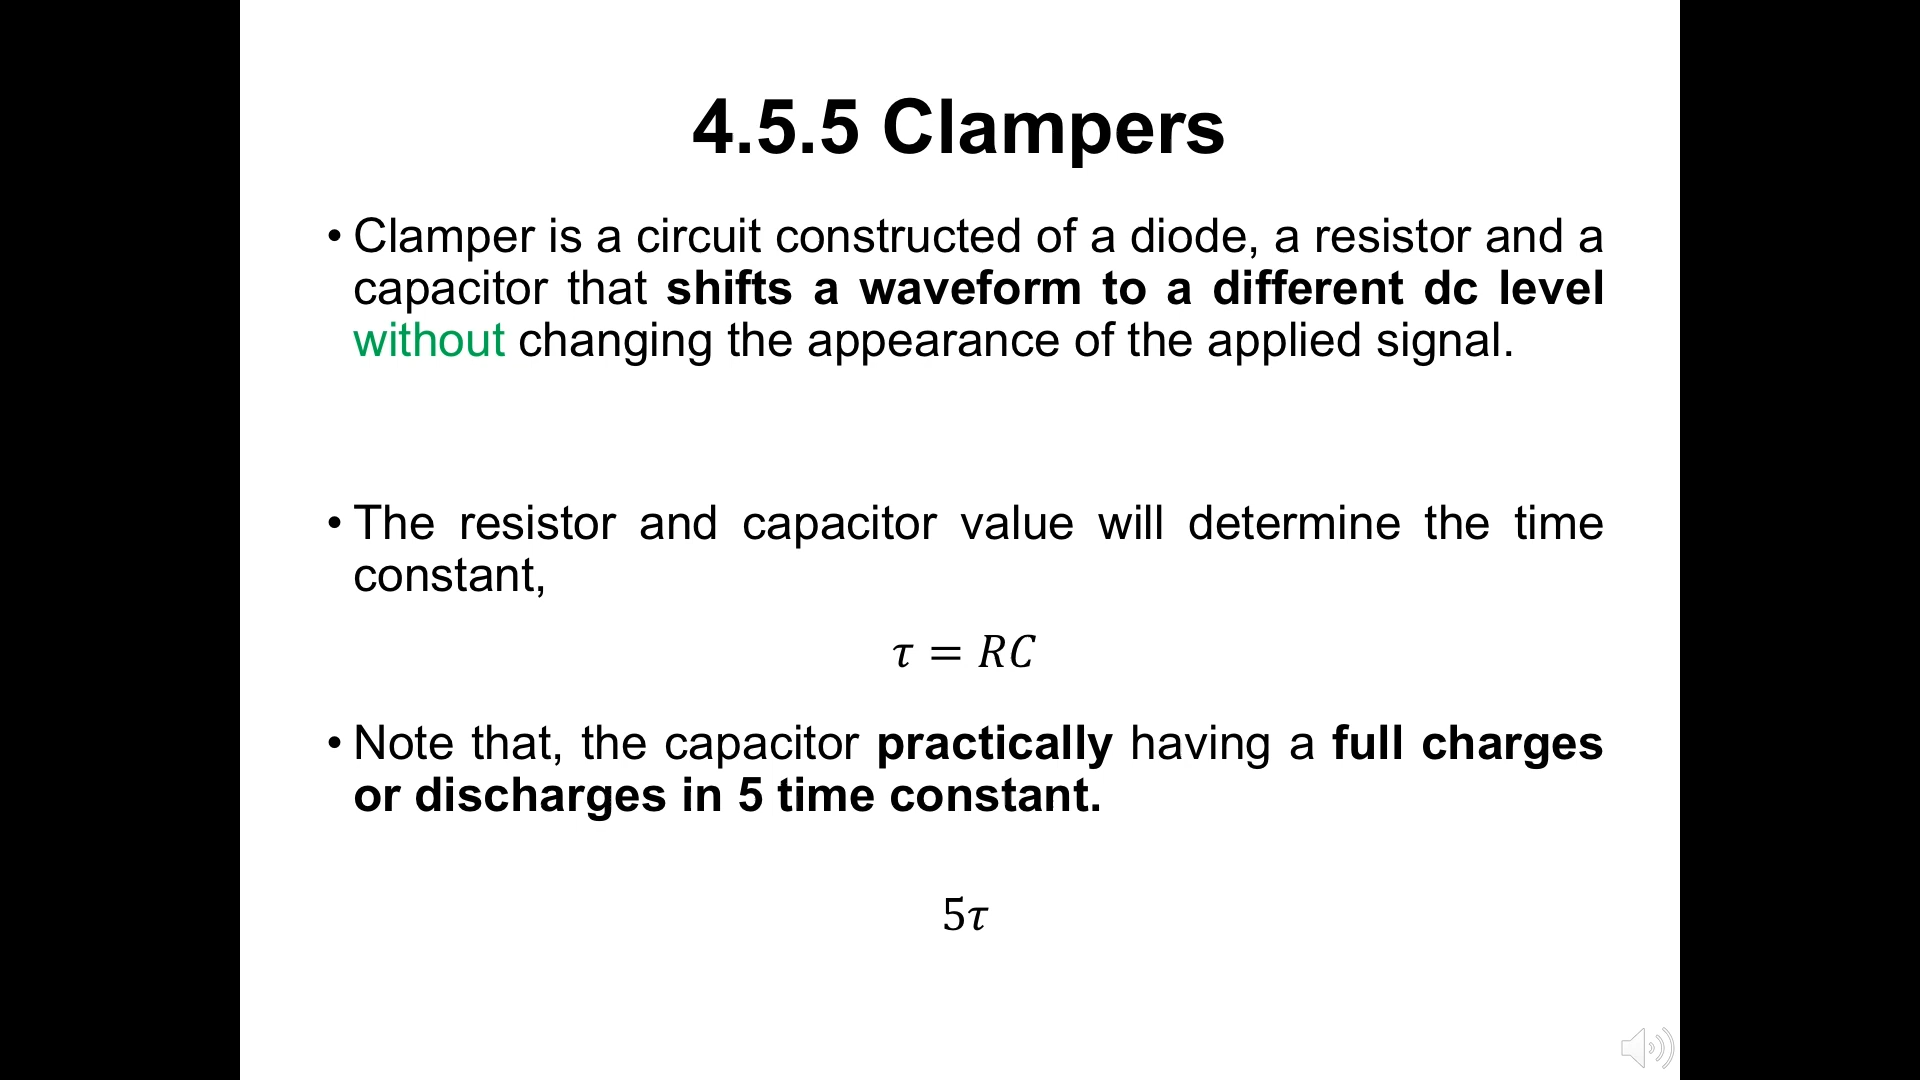 4.5.5 Clampers
• Clamper is a circuit constructed of a diode, a resistor and a
capacitor that shifts a waveform to a different dc level
without changing the appearance of the applied signal.
• The resistor and capacitor value will determine the time
constant,
τ = RC
• Note that, the capacitor practically having a full charges
or discharges in 5 time constant.
5τ